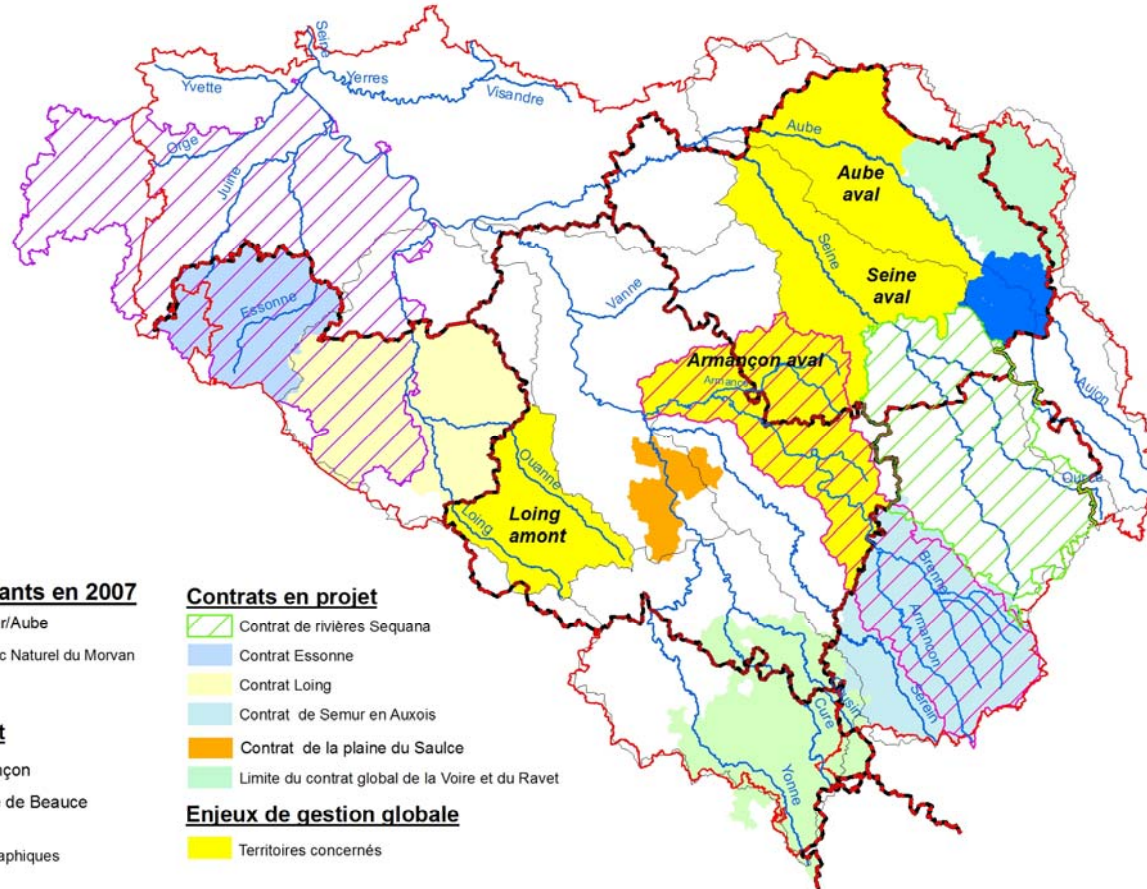 Seine
Yerres
Yvette
Visandre
Orge
Aube
Juine
Aube
aval
Seine
Seine
aval
Essonne
Vanne
Armançon aval
Armance
Aujon
Ource
Ouanne
Loing
Loing
amont
Brenne
Armançon
Serein
Cure
usin
Yonne
ants en 2007
r/Aube
c Naturel du Morvan
t
nçon
e de Beauce
aphiques
Contrats en projet
Contrat de rivières Sequana
Contrat Essonne
Contrat Loing
Contrat de Semur en Auxois
Contrat de la plaine du Saulce
Limite du contrat global de la Voire et du Ravet
Enjeux de gestion globale
Territoires concernés